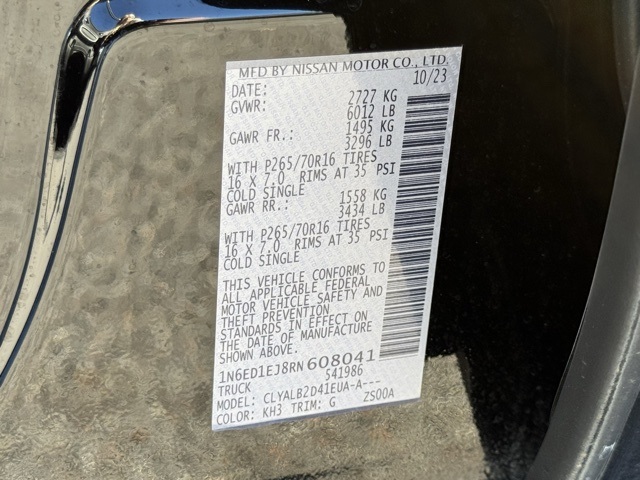 MFD BY NISSAN MOTOR CO., LTD.
DATE: 10/23
GVWR: 2727 KG
6012 LB
GAWR FR.: 1495 KG
3296 LB
WITH P265/70R16 TIRES
16 X 7.0 RIMS AT 35 PSI
COLD SINGLE
GAWR RR.: 1558 KG
3434 LB
WITH P265/70R16 TIRES
16 X 7.0 RIMS AT 35 PSI
COLD SINGLE
THIS VEHICLE CONFORMS TO
ALL APPLICABLE FEDERAL
MOTOR VEHICLE SAFETY AND
THEFT PREVENTION
STANDARDS IN EFFECT ON
THE DATE OF MANUFACTURE
SHOWN ABOVE.
1N6ED1EJ8RN608041
TRUCK 541986
MODEL: CLYALB2D41EUA-A---
COLOR: KH3 TRIM: G ZS00A